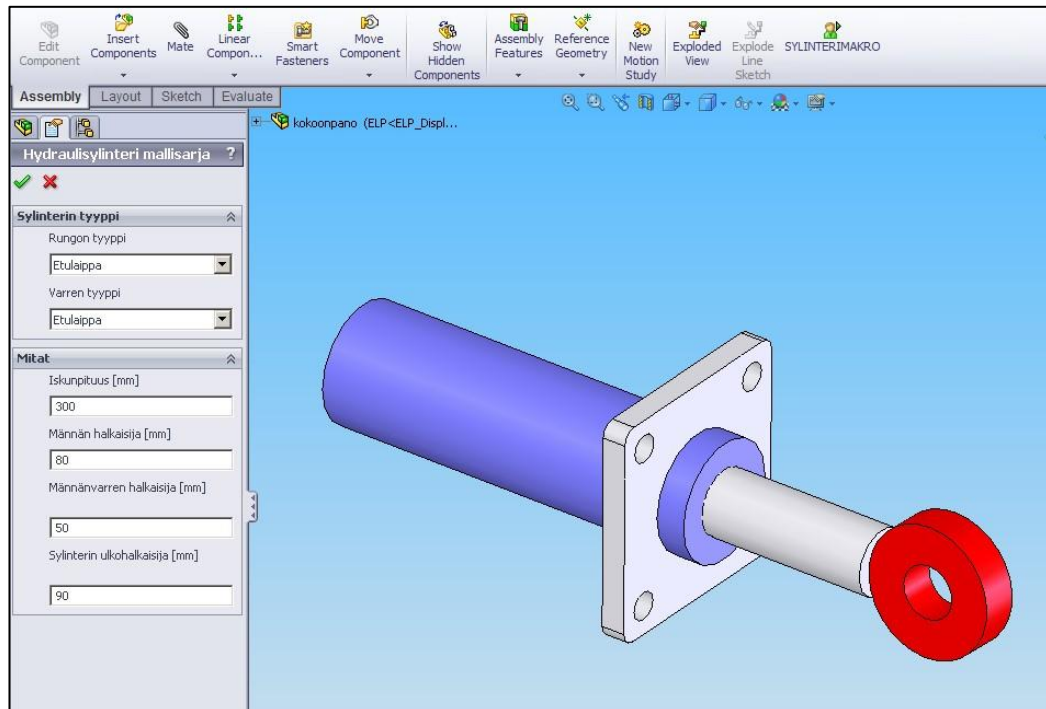 Edit
Component
Insert
Components
Mate
Linear
Compon...
Smart
Fasteners
Move
Component
Show
Hidden
Components
Assembly
Features
Reference
Geometry
New
Motion
Study
Exploded
View
Explode
Line
Sketch
SYLINTERIMAKRO
Assembly
Layout
Sketch
Evaluate
kokoonpano (ELP<ELP_Displ...
Hydraulisylinteri mallisarja ?
Sylinterin tyyppi
Rungon tyyppi
Etulaippa
Varren tyyppi
Etulaippa
Mitat
Iskunpituus [mm]
300
Männän halkaisija [mm]
80
Männänvarren halkaisija [mm]
50
Sylinterin ulkohalkaisija [mm]
90